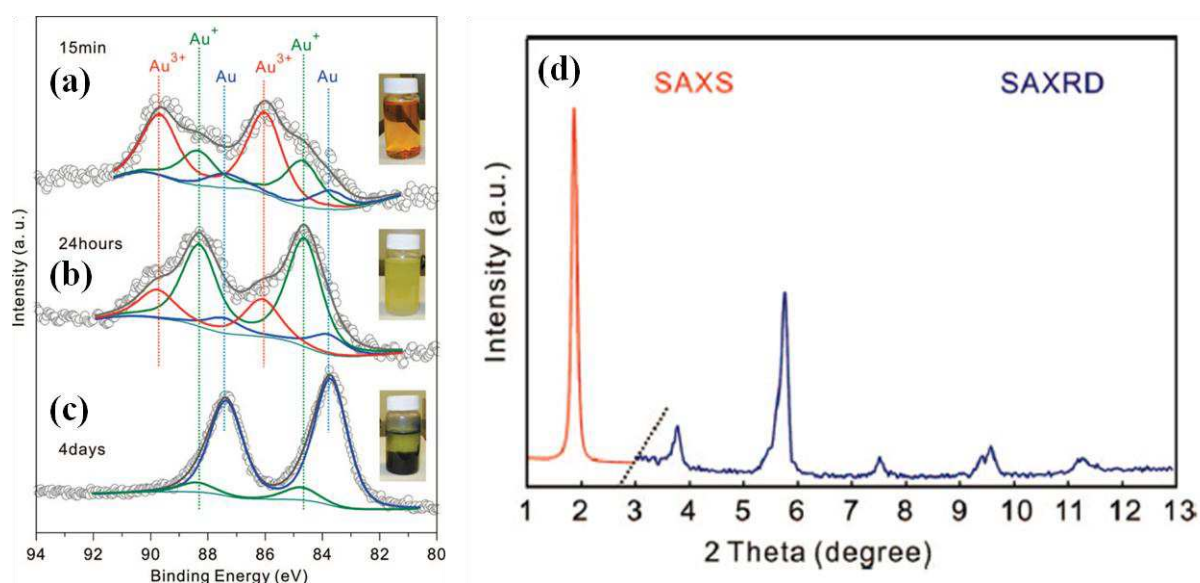 15min
(a)
Au³⁺
Au⁺
Au
Au³⁺
Au⁺
Au
24hours
(b)
(c)
4days
Intensity (a. u.)
94 92 90 88 86 84 82 80
Binding Energy (eV)
(d)
SAXS
SAXRD
Intensity (a.u.)
1 2 3 4 5 6 7 8 9 10 11 12 13
2 Theta (degree)